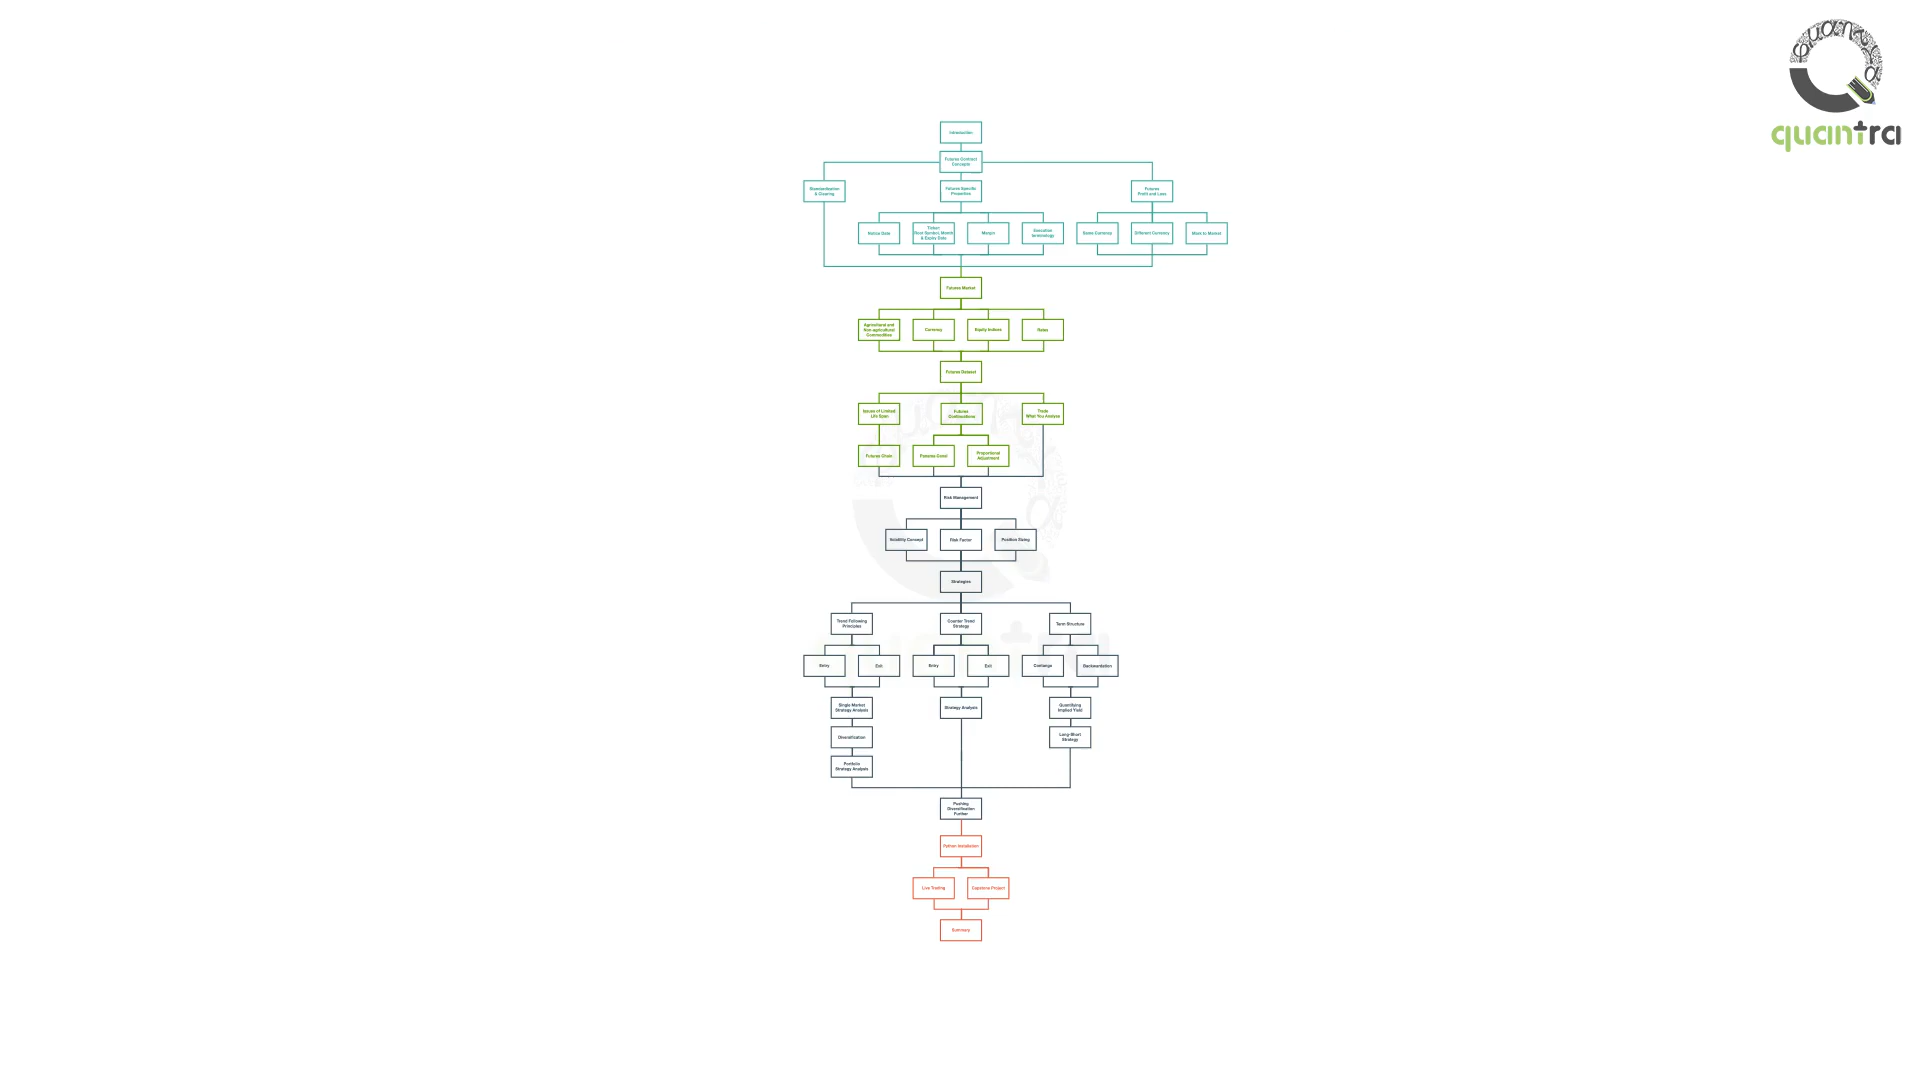 quantra
quantra
Introduction
Futures Contract
Concepts
Standardisation
& Clearing
Futures Specific
Properties
Futures
Profit and Loss
Notice Date
Ticker:
Root Symbol, Month
& Expiry Date
Margin
Execution
terminology
Same Currency
Different Currency
Mark to Market
Futures Market
Agricultural and
Non-agricultural
Commodities
Currency
Equity Indices
Rates
Futures Dataset
Issues of Limited
Life Span
Futures
Continuations
Trade
What You Analyse
Futures Chain
Panama Canal
Proportional
Adjustment
Risk Management
Volatility Concept
Risk Factor
Position Sizing
Strategies
Trend Following
Principles
Counter Trend
Strategy
Term Structure
Entry
Exit
Entry
Exit
Contango
Backwardation
Single Market
Strategy Analysis
Strategy Analysis
Quantifying
Implied Yield
Diversification
Long-Short
Strategy
Portfolio
Strategy Analysis
Pushing
Diversification
Further
Python Installation
Live Trading
Capstone Project
Summary